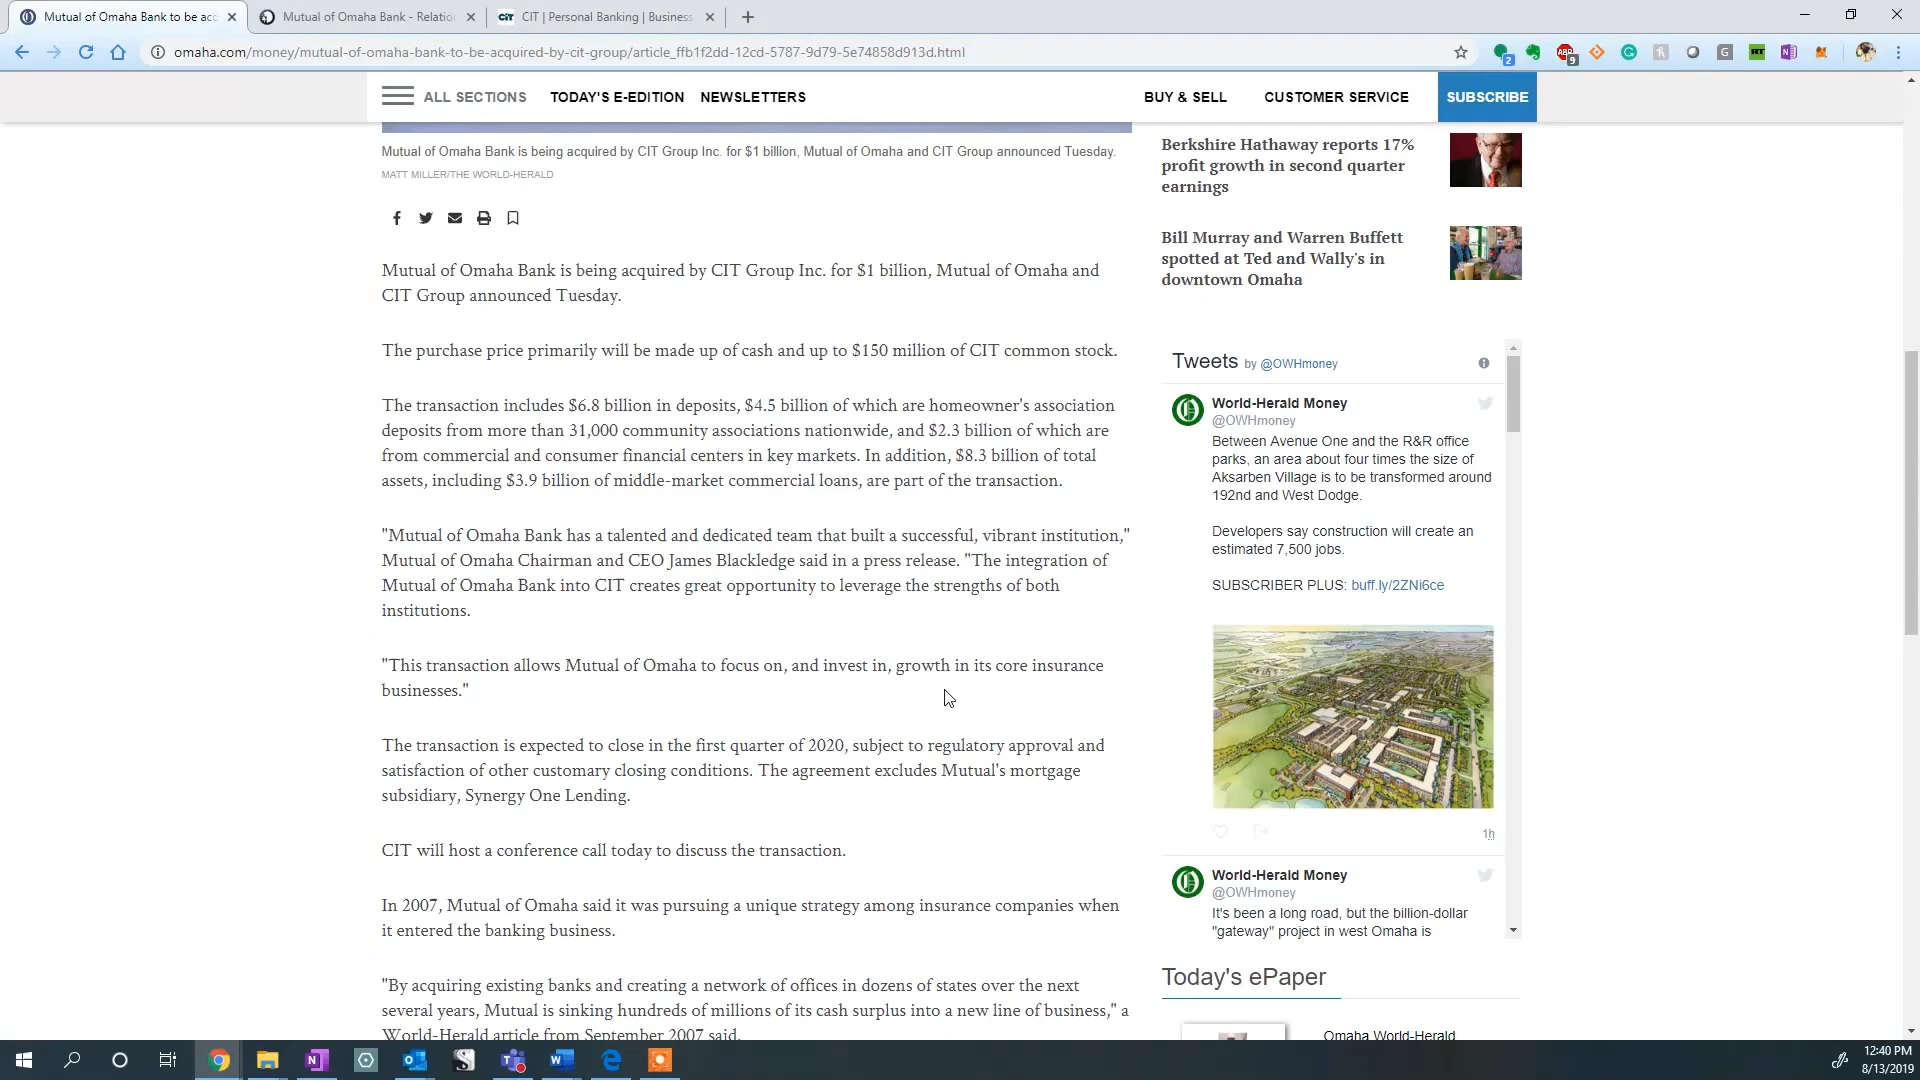 Mutual of Omaha Bank to be acq
Mutual of Omaha Bank - Relatio
CIT | Personal Banking | Business
omaha.com/money/mutual-of-omaha-bank-to-be-acquired-by-cit-group/article_ffb1f2dd-12cd-5787-9d79-5e74858d913d.html
ALL SECTIONS TODAY'S E-EDITION NEWSLETTERS BUY & SELL CUSTOMER SERVICE SUBSCRIBE
Mutual of Omaha Bank is being acquired by CIT Group Inc. for $1 billion, Mutual of Omaha and CIT Group announced Tuesday.
MATT MILLER/THE WORLD-HERALD
Mutual of Omaha Bank is being acquired by CIT Group Inc. for $1 billion, Mutual of Omaha and
CIT Group announced Tuesday.
The purchase price primarily will be made up of cash and up to $150 million of CIT common stock.
The transaction includes $6.8 billion in deposits, $4.5 billion of which are homeowner's association
deposits from more than 31,000 community associations nationwide, and $2.3 billion of which are
from commercial and consumer financial centers in key markets. In addition, $8.3 billion of total
assets, including $3.9 billion of middle-market commercial loans, are part of the transaction.
"Mutual of Omaha Bank has a talented and dedicated team that built a successful, vibrant institution,"
Mutual of Omaha Chairman and CEO James Blackledge said in a press release. "The integration of
Mutual of Omaha Bank into CIT creates great opportunity to leverage the strengths of both
institutions.
"This transaction allows Mutual of Omaha to focus on, and invest in, growth in its core insurance
businesses."
The transaction is expected to close in the first quarter of 2020, subject to regulatory approval and
satisfaction of other customary closing conditions. The agreement excludes Mutual's mortgage
subsidiary, Synergy One Lending.
CIT will host a conference call today to discuss the transaction.
In 2007, Mutual of Omaha said it was pursuing a unique strategy among insurance companies when
it entered the banking business.
"By acquiring existing banks and creating a network of offices in dozens of states over the next
several years, Mutual is sinking hundreds of millions of its cash surplus into a new line of business," a
World-Herald article from September 2007 said.
Berkshire Hathaway reports 17%
profit growth in second quarter
earnings
Bill Murray and Warren Buffett
spotted at Ted and Wally's in
downtown Omaha
Tweets by @OWHmoney
World-Herald Money
@OWHmoney
Between Avenue One and the R&R office
parks, an area about four times the size of
Aksarben Village is to be transformed around
192nd and West Dodge.
Developers say construction will create an
estimated 7,500 jobs.
SUBSCRIBER PLUS: buff.ly/2ZNi6ce
1h
World-Herald Money
@OWHmoney
It's been a long road, but the billion-dollar
"gateway" project in west Omaha is
Today's ePaper
Omaha World-Herald
12:40 PM
8/13/2019